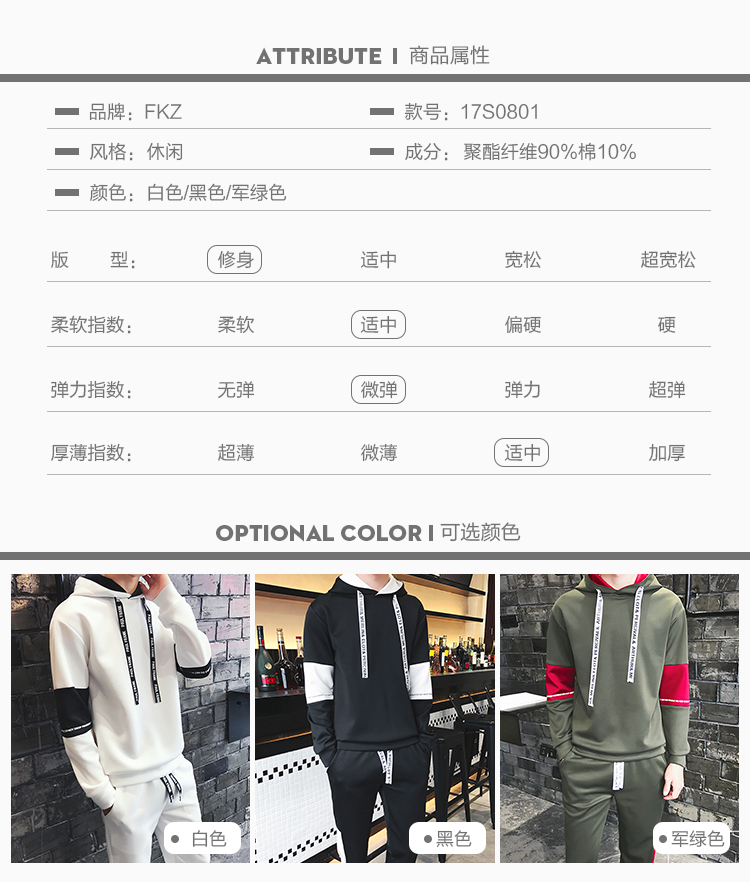 ATTRIBUTE | 商品属性
品牌：FKZ 款号：17S0801
风格：休闲 成分：聚酯纤维90%棉10%
颜色：白色/黑色/军绿色
版 型： 修身 适中 宽松 超宽松
柔软指数： 柔软 适中 偏硬 硬
弹力指数： 无弹 微弹 弹力 超弹
厚薄指数： 超薄 微薄 适中 加厚
OPTIONAL COLOR | 可选颜色
白色 黑色 军绿色